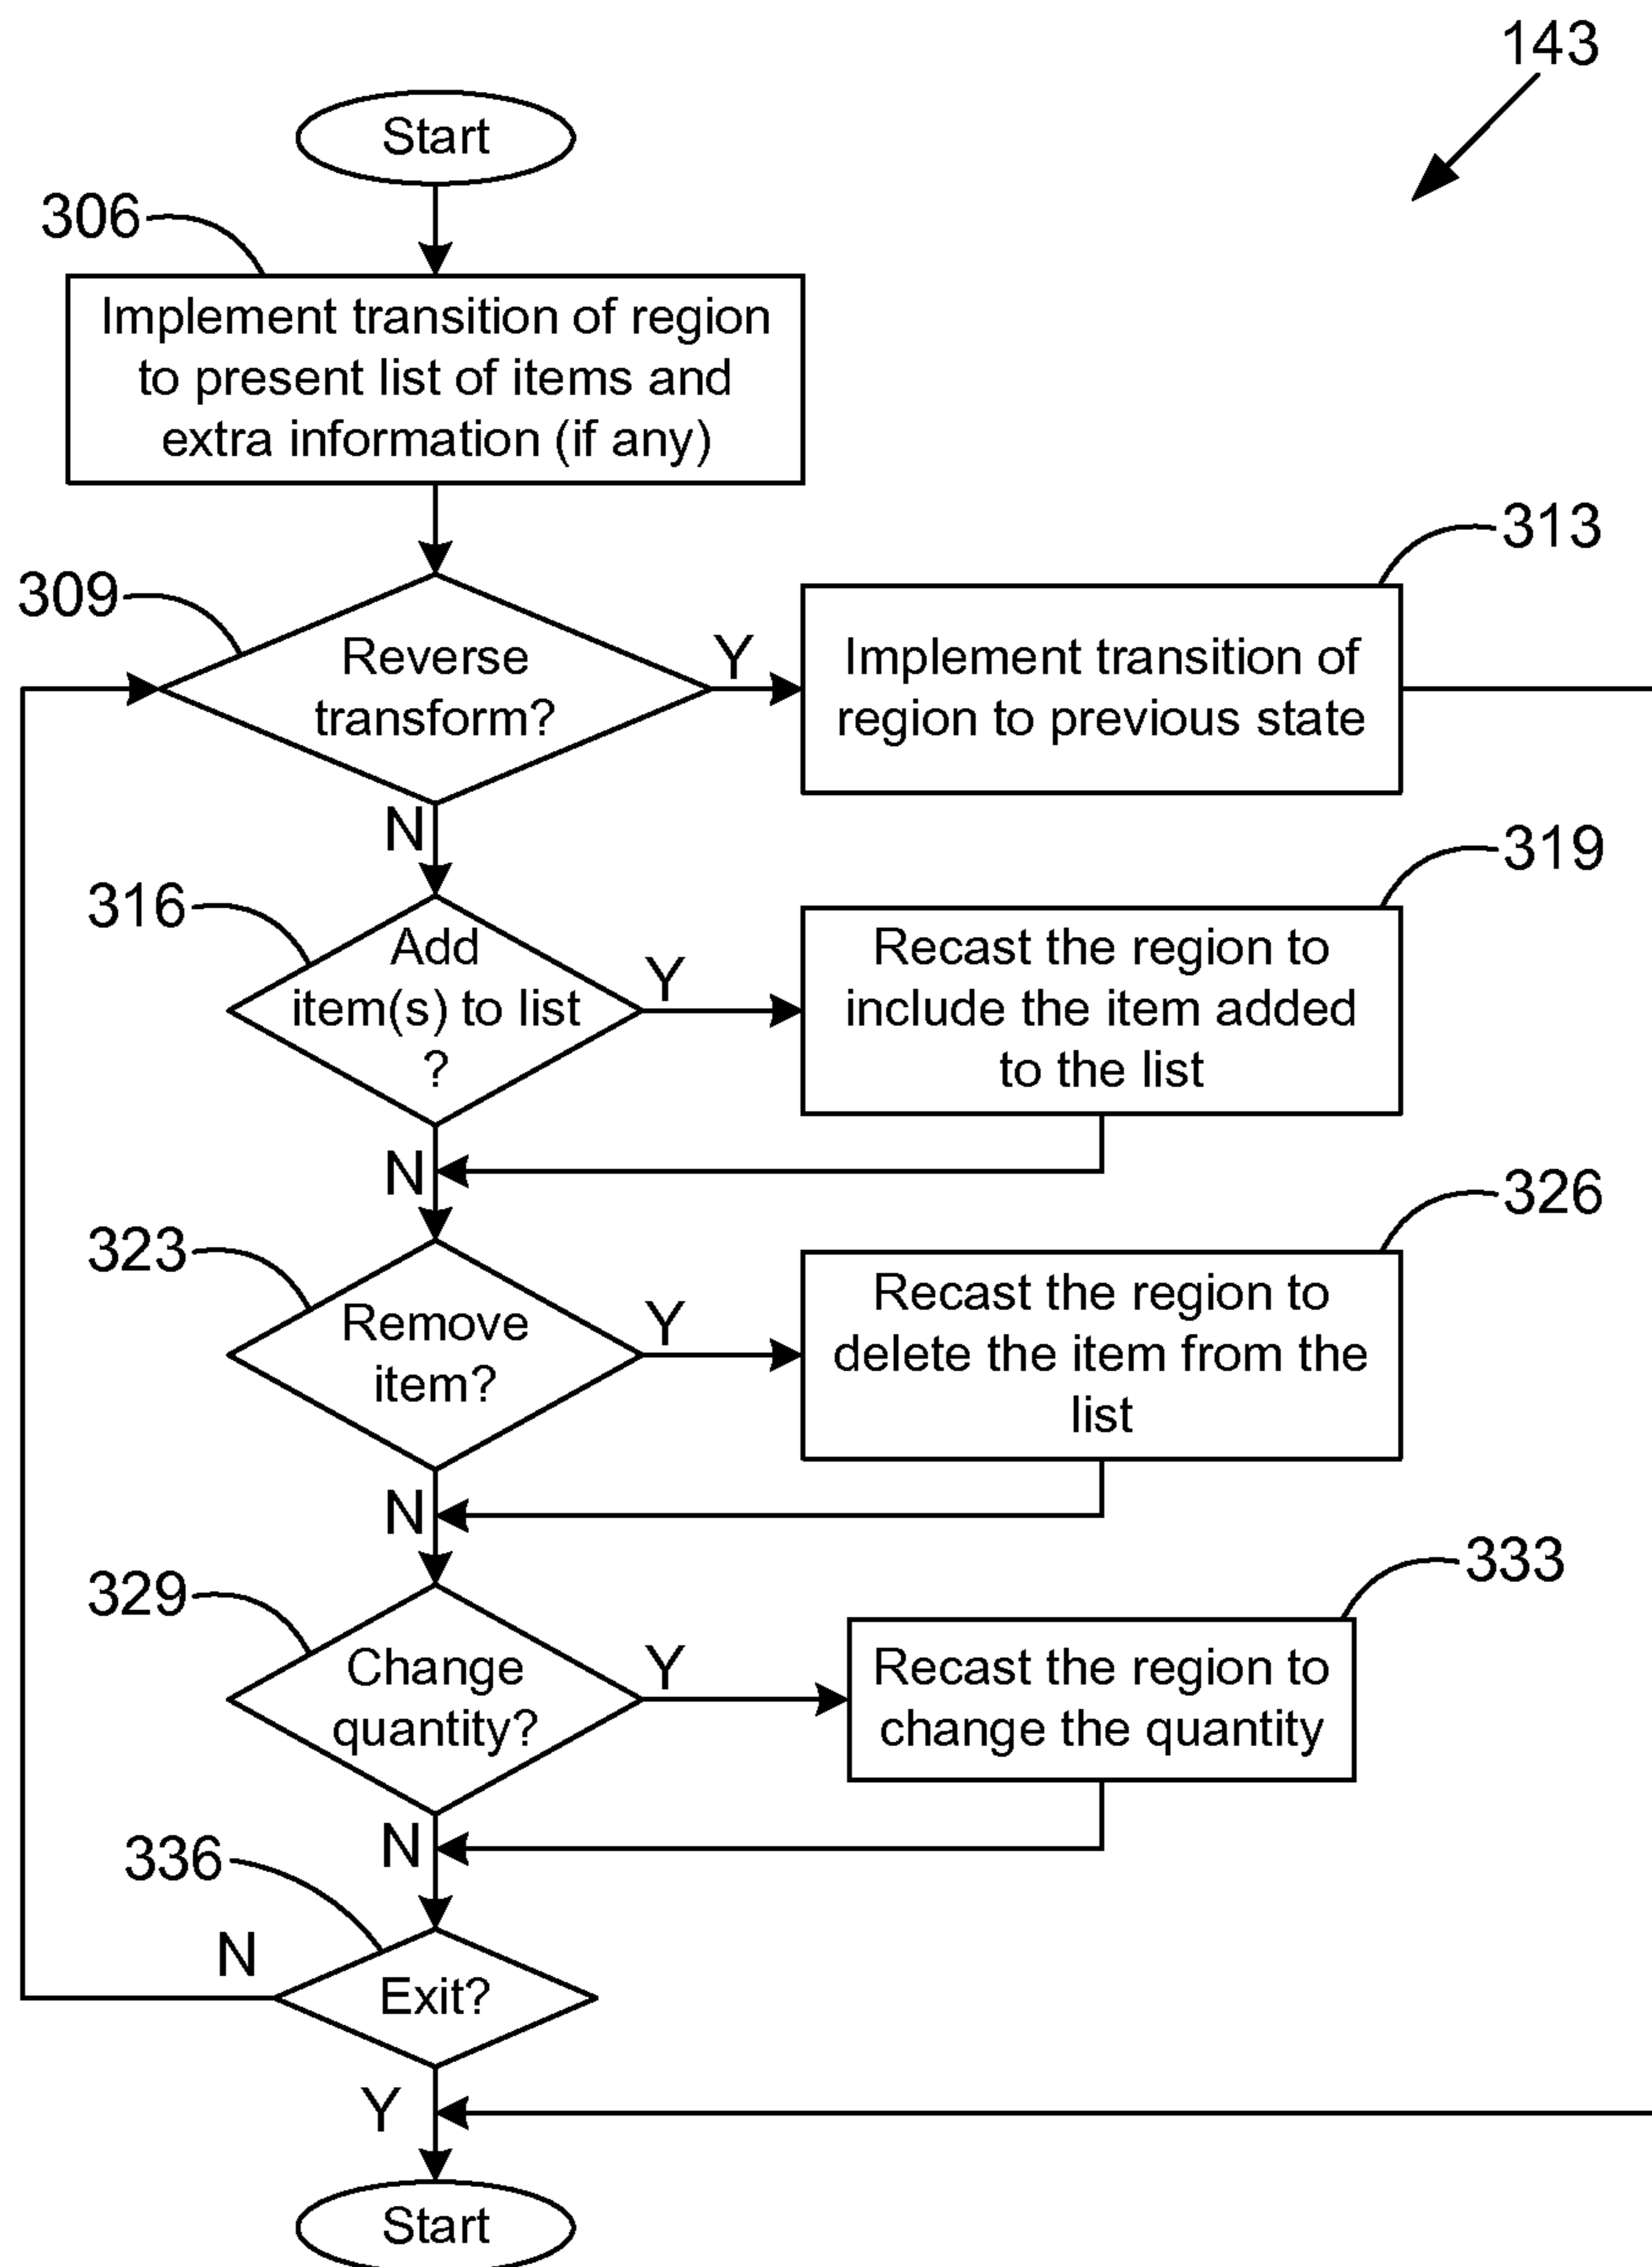 143
Start
306
Implement transition of region
to present list of items and
extra information (if any)
309
Reverse
transform?
Y
N
313
Implement transition of
region to previous state
316
Add
item(s) to list
?
Y
N
319
Recast the region to
include the item added
to the list
323
Remove
item?
Y
N
326
Recast the region to
delete the item from the
list
329
Change
quantity?
Y
N
333
Recast the region to
change the quantity
336
N
Exit?
Y
Start